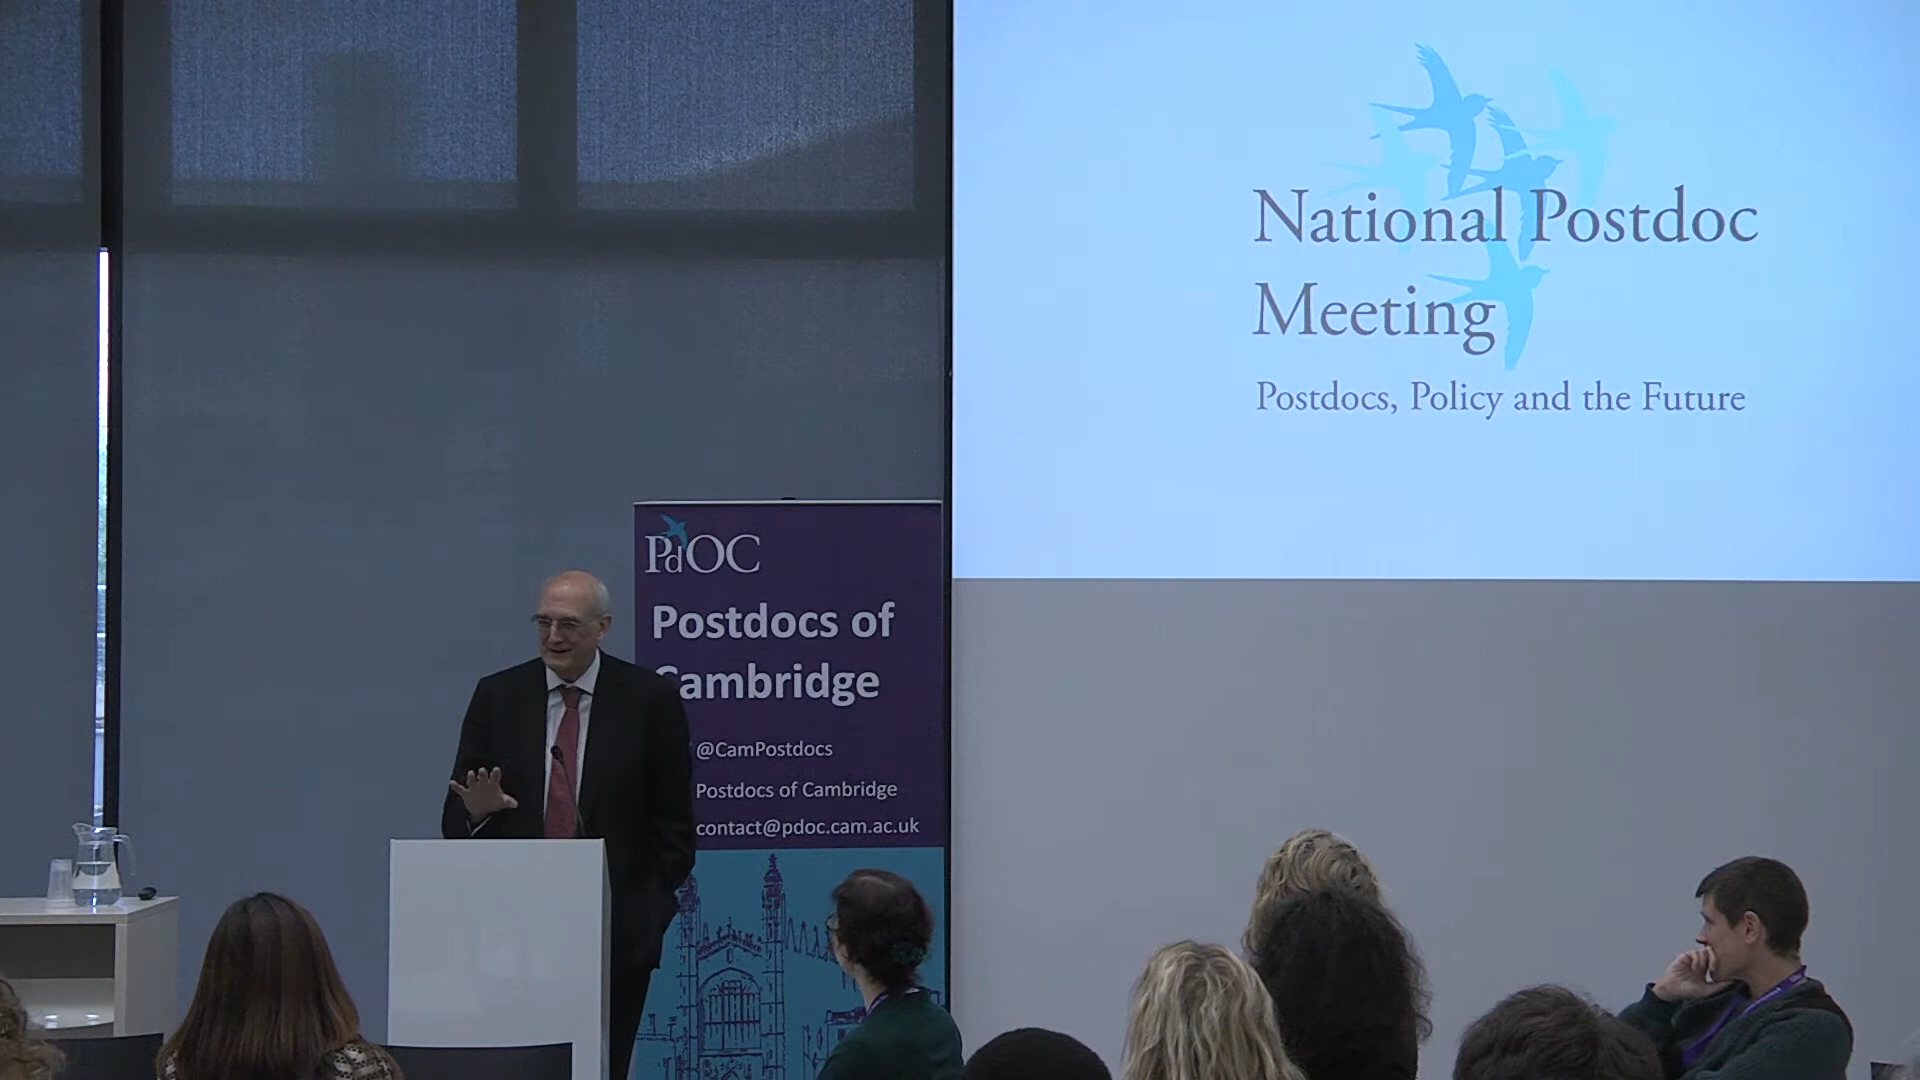 National Postdoc
Meeting
Postdocs, Policy and the Future
PdOC
Postdocs of
Cambridge
@CamPostdocs
Postdocs of Cambridge
contact@pdoc.cam.ac.uk